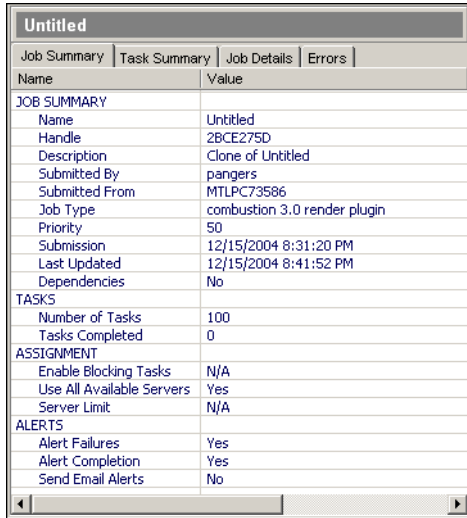 Untitled
Job Summary Task Summary Job Details Errors
Name Value
JOB SUMMARY
Name Untitled
Handle 2BCE275D
Description Clone of Untitled
Submitted By pangers
Submitted From MTLPC73586
Job Type combustion 3.0 render plugin
Priority 50
Submission 12/15/2004 8:31:20 PM
Last Updated 12/15/2004 8:41:52 PM
Dependencies No
TASKS
Number of Tasks 100
Tasks Completed 0
ASSIGNMENT
Enable Blocking Tasks N/A
Use All Available Servers Yes
Server Limit N/A
ALERTS
Alert Failures Yes
Alert Completion Yes
Send Email Alerts No